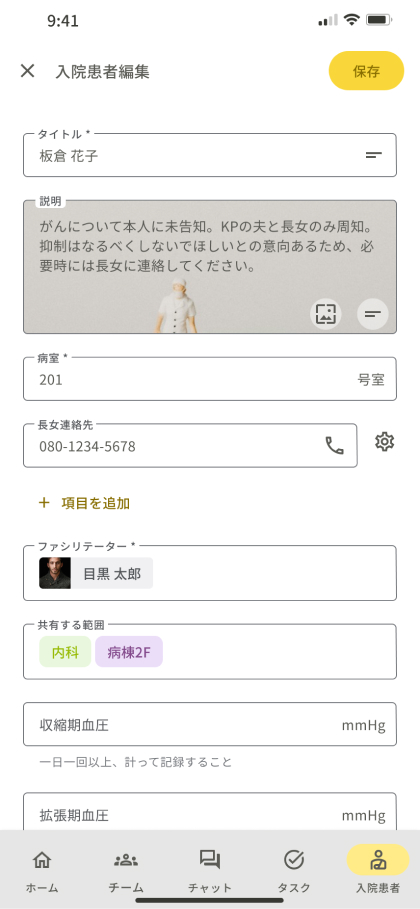 9:41
入院患者編集
保存
タイトル *
板倉 花子
説明
がんについて本人に未告知。KPの夫と長女のみ周知。
抑制はなるべくしないでほしいとの意向あるため、必
要時には長女に連絡してください。
病室 *
201 号室
長女連絡先
080-1234-5678
+ 項目を追加
ファシリテーター *
目黒 太郎
共有する範囲
内科 病棟2F
収縮期血圧 mmHg
一日一回以上、計って記録すること
拡張期血圧 mmHg
ホーム チーム チャット タスク 入院患者